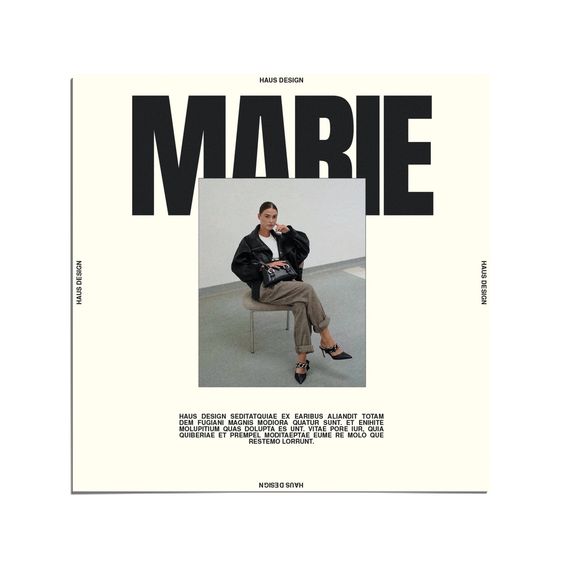 HAUS DESIGN
MARIE
HAUS DESIGN
HAUS DESIGN
HAUS DESIGN SEDITATQUIAE EX EARIBUS ALIANDIT TOTAM
DEM FUGIANI MAGNIS MODIORA QUATUR SUNT. ET ENIHITE
MOLUPITIUM QUAS DOLUPTA ES UNT. VITAE PORE IUR, QUIA
QUIBERIAE ET PREMPEL MODITAEPTAE EUME RE MOLO QUE
RESTEMO LORRUNT.
HAUS DESIGN